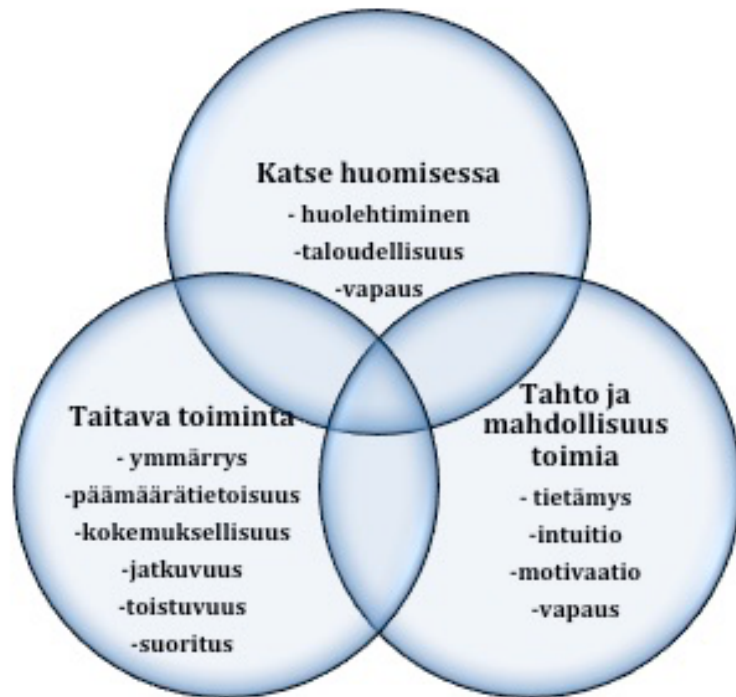 Katse huomisessa
- huolehtiminen
-taloudellisuus
-vapaus
Taitava toiminta
- ymmärrys
-päämäärätietoisuus
-kokemuksellisuus
-jatkuvuus
-toistuvuus
-suoritus
Tahto ja
mahdollisuus
toimia
- tietämys
-intuitio
-motivaatio
-vapaus